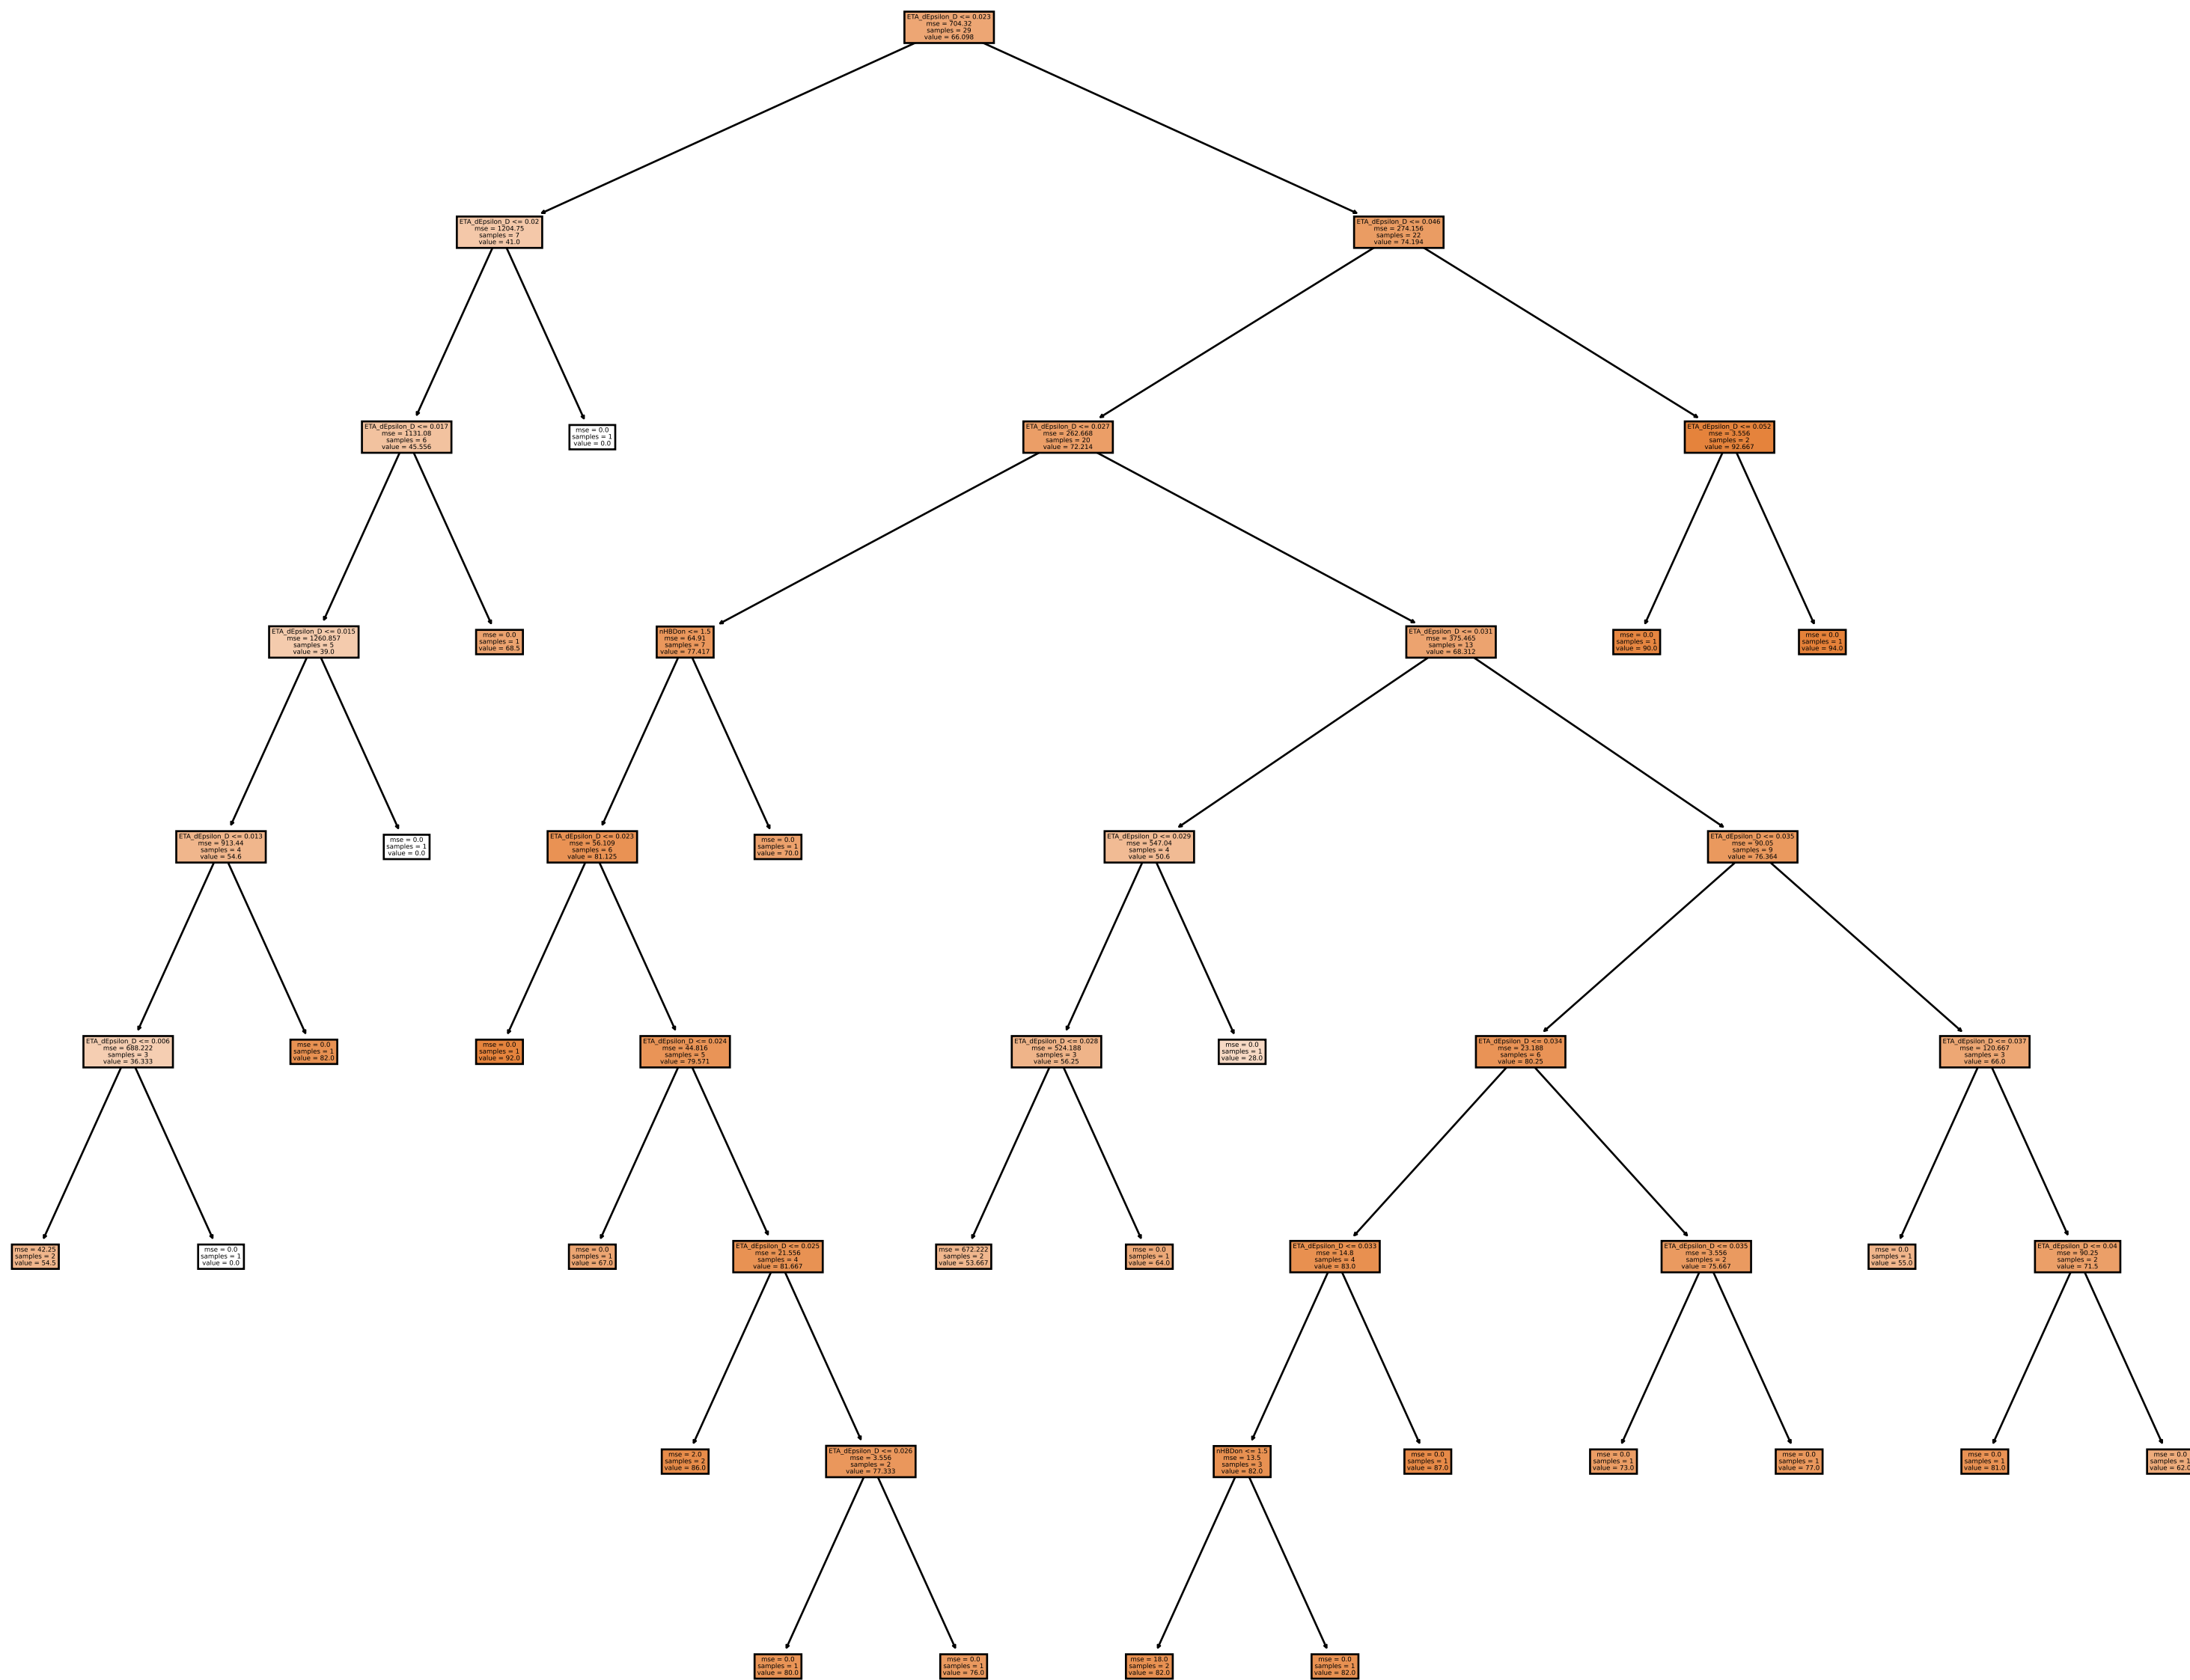 ETA_dEpsilon_D <= 0.023
mse = 704.32
samples = 29
value = 66.098
ETA_dEpsilon_D <= 0.02
mse = 1204.75
samples = 7
value = 41.0
ETA_dEpsilon_D <= 0.046
mse = 274.156
samples = 22
value = 74.194
ETA_dEpsilon_D <= 0.017
mse = 1131.08
samples = 6
value = 45.556
mse = 0.0
samples = 1
value = 0.0
ETA_dEpsilon_D <= 0.027
mse = 262.668
samples = 20
value = 72.214
ETA_dEpsilon_D <= 0.052
mse = 3.556
samples = 2
value = 92.667
ETA_dEpsilon_D <= 0.015
mse = 1260.857
samples = 5
value = 39.0
mse = 0.0
samples = 1
value = 68.5
nHBDon <= 1.5
mse = 64.91
samples = 7
value = 77.417
ETA_dEpsilon_D <= 0.031
mse = 375.465
samples = 13
value = 68.312
mse = 0.0
samples = 1
value = 90.0
mse = 0.0
samples = 1
value = 94.0
ETA_dEpsilon_D <= 0.013
mse = 913.44
samples = 4
value = 54.6
mse = 0.0
samples = 1
value = 0.0
ETA_dEpsilon_D <= 0.023
mse = 56.109
samples = 6
value = 81.125
mse = 0.0
samples = 1
value = 70.0
ETA_dEpsilon_D <= 0.029
mse = 547.04
samples = 4
value = 50.6
ETA_dEpsilon_D <= 0.035
mse = 90.05
samples = 9
value = 76.364
ETA_dEpsilon_D <= 0.006
mse = 688.222
samples = 3
value = 36.333
mse = 0.0
samples = 1
value = 82.0
mse = 0.0
samples = 1
value = 92.0
ETA_dEpsilon_D <= 0.024
mse = 44.816
samples = 5
value = 79.571
ETA_dEpsilon_D <= 0.028
mse = 524.188
samples = 3
value = 56.25
mse = 0.0
samples = 1
value = 28.0
ETA_dEpsilon_D <= 0.034
mse = 23.188
samples = 6
value = 80.25
ETA_dEpsilon_D <= 0.037
mse = 120.667
samples = 3
value = 66.0
mse = 42.25
samples = 2
value = 54.5
mse = 0.0
samples = 1
value = 0.0
mse = 0.0
samples = 1
value = 67.0
ETA_dEpsilon_D <= 0.025
mse = 21.556
samples = 4
value = 81.667
mse = 672.222
samples = 2
value = 53.667
mse = 0.0
samples = 1
value = 64.0
ETA_dEpsilon_D <= 0.033
mse = 14.8
samples = 4
value = 83.0
ETA_dEpsilon_D <= 0.035
mse = 3.556
samples = 2
value = 75.667
mse = 0.0
samples = 1
value = 55.0
ETA_dEpsilon_D <= 0.04
mse = 90.25
samples = 2
value = 71.5
mse = 2.0
samples = 2
value = 86.0
ETA_dEpsilon_D <= 0.026
mse = 3.556
samples = 2
value = 77.333
nHBDon <= 1.5
mse = 13.5
samples = 3
value = 82.0
mse = 0.0
samples = 1
value = 87.0
mse = 0.0
samples = 1
value = 73.0
mse = 0.0
samples = 1
value = 77.0
mse = 0.0
samples = 1
value = 81.0
mse = 0.0
samples = 1
value = 62.0
mse = 0.0
samples = 1
value = 80.0
mse = 0.0
samples = 1
value = 76.0
mse = 18.0
samples = 2
value = 82.0
mse = 0.0
samples = 1
value = 82.0